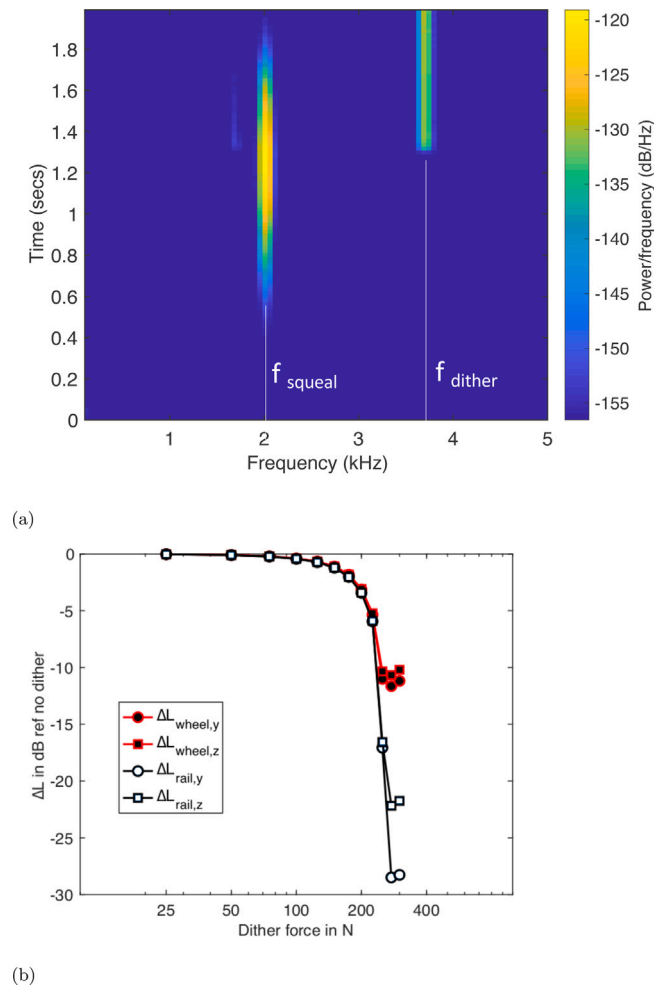 1.8
1.6
1.4
1.2
1
0.8
0.6
0.4
0.2
0
Time (secs)
f squeal
f dither
1
2
3
4
5
Frequency (kHz)
-120
-125
-130
-135
-140
-145
-150
-155
Power/frequency (dB/Hz)
(a)
0
-5
-10
-15
-20
-25
-30
ΔL in dB ref no dither
ΔLwheel,y
ΔLwheel,z
ΔLrail,y
ΔLrail,z
25
50
100
200
400
Dither force in N
(b)